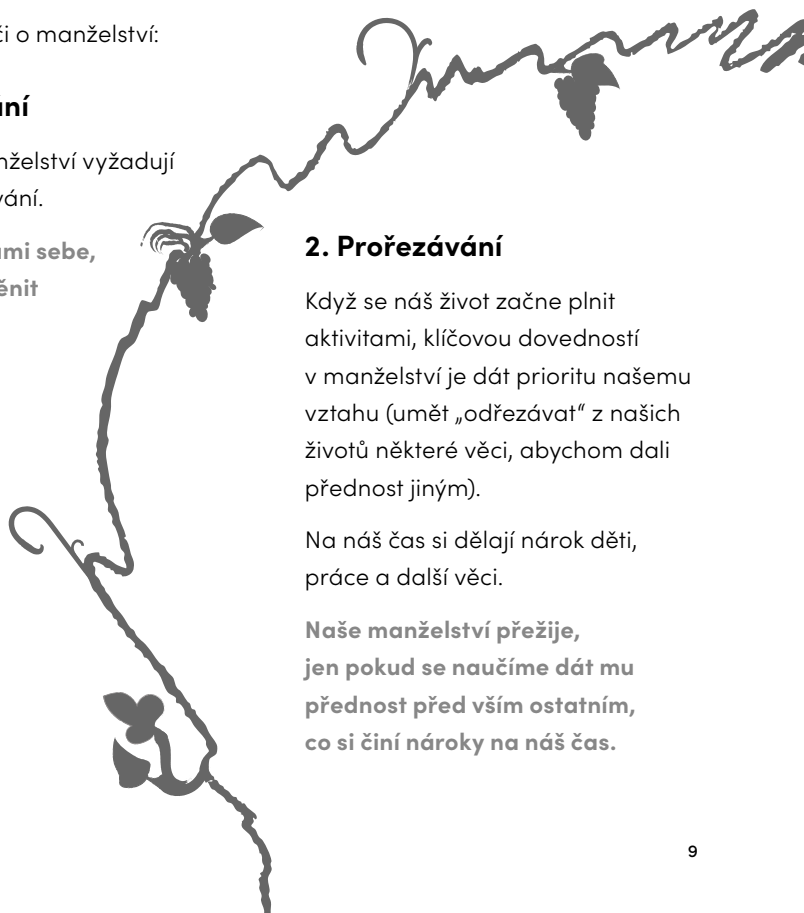 či o manželství:
ání
nželství vyžadují
vání.
ami sebe,
ěnit
2. Prořezávání
Když se náš život začne plnit
aktivitami, klíčovou dovedností
v manželství je dát prioritu našemu
vztahu (umět „odřezávat“ z našich
životů některé věci, abychom dali
přednost jiným).
Na náš čas si dělají nárok děti,
práce a další věci.
Naše manželství přežije,
jen pokud se naučíme dát mu
přednost před vším ostatním,
co si činí nároky na náš čas.
9